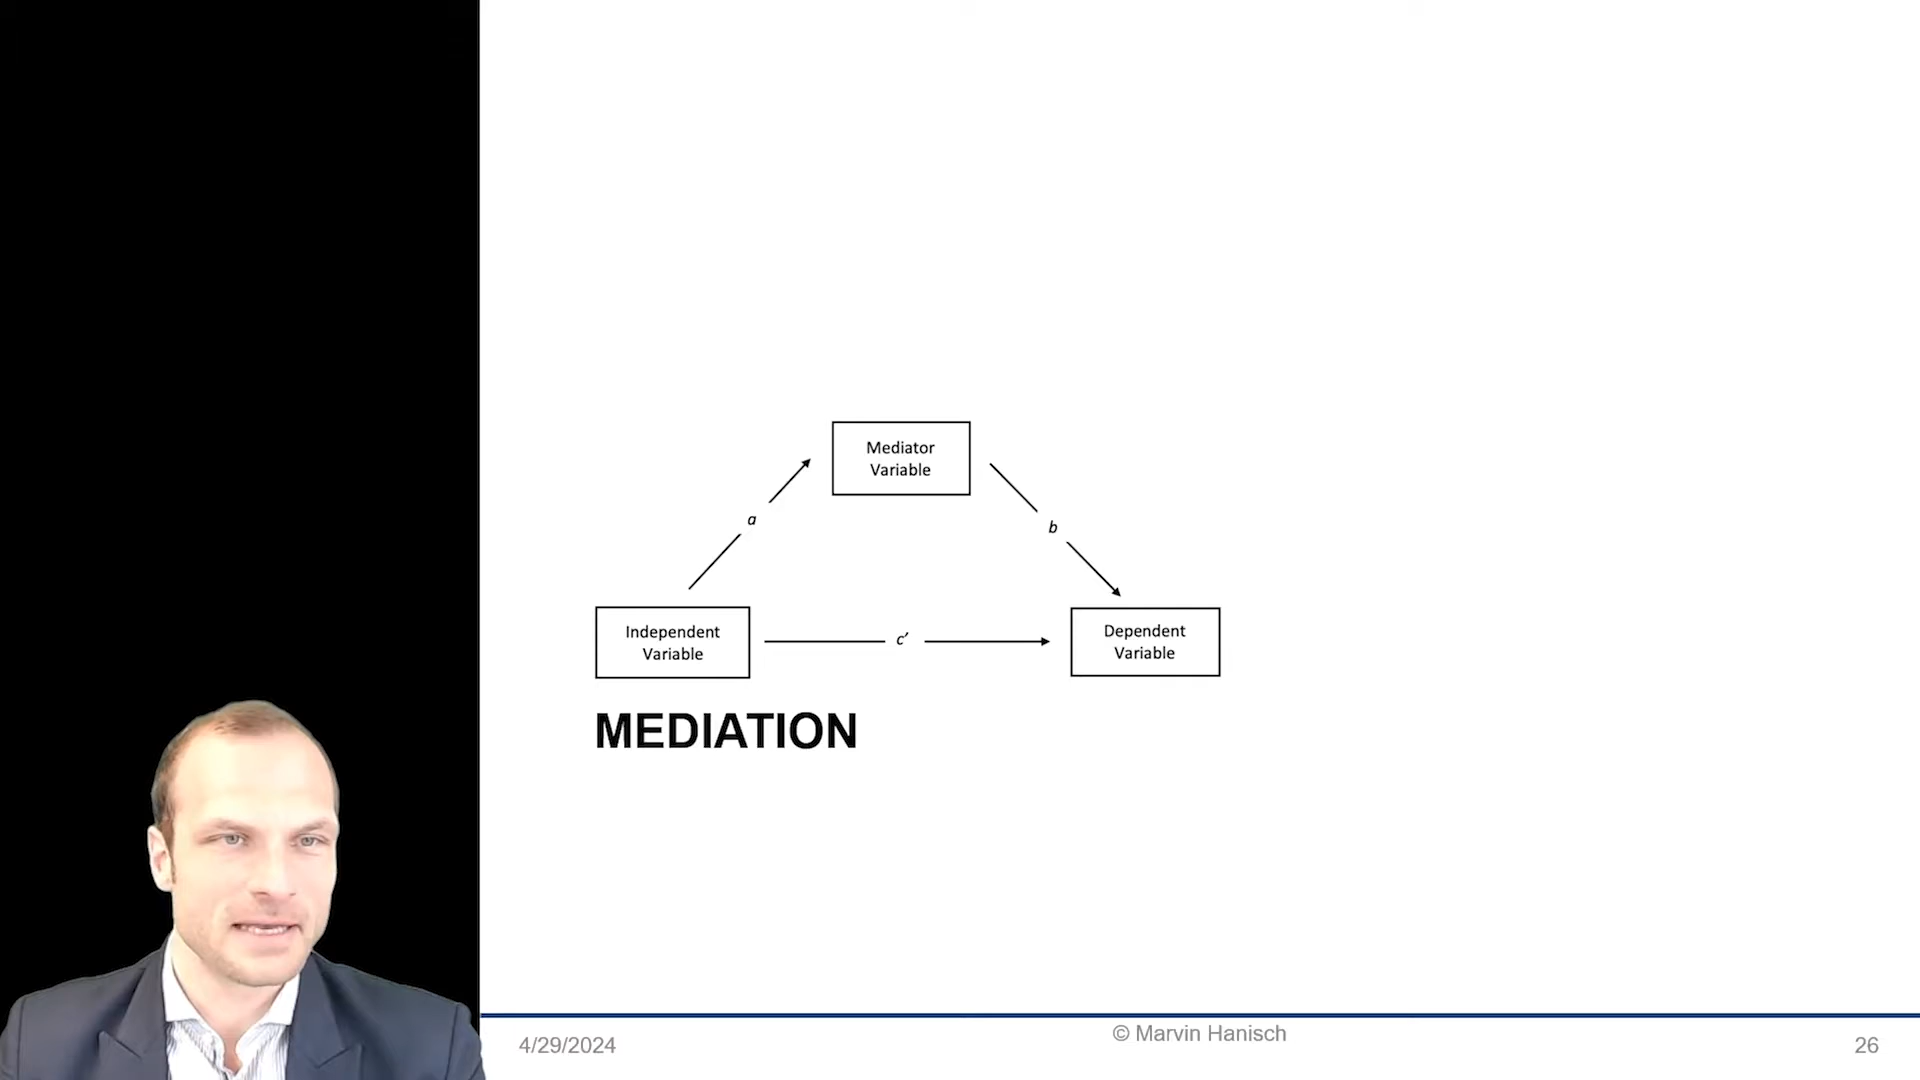 Mediator
Variable
a
b
Independent
Variable
c′
Dependent
Variable
MEDIATION
4/29/2024
© Marvin Hanisch
26